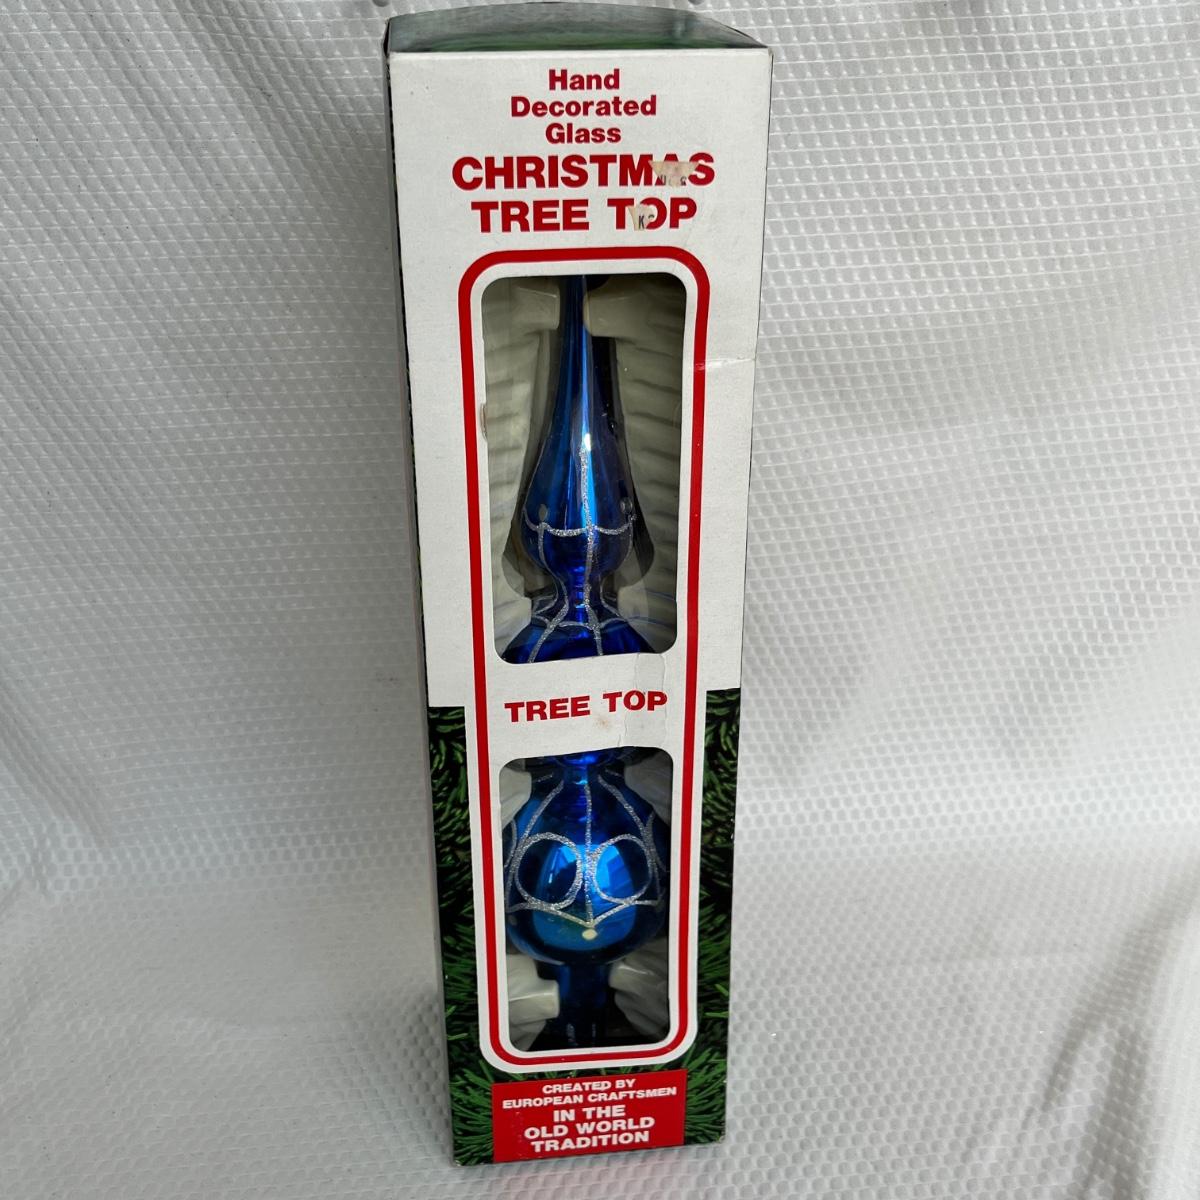 Hand
Decorated
Glass
CHRISTMAS
TREE TOP
TREE TOP
CREATED BY
EUROPEAN CRAFTSMEN
IN THE
OLD WORLD
TRADITION